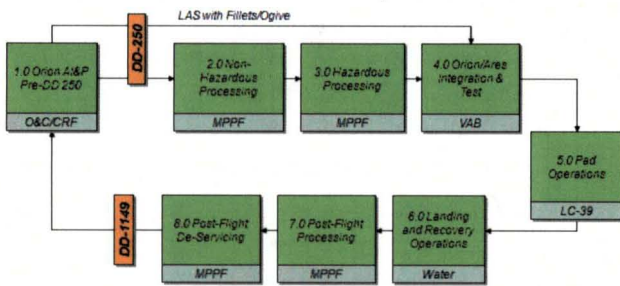 LAS with Fillets/Ogive
DD-250
1.0 Orion AI&P
Pre-DD 250
O&C/CRF
2.0 Non-
Hazardous
Processing
MPPF
3.0 Hazardous
Processing
MPPF
4.0 Orion/Ares
Integration &
Test
VAB
5.0 Pad
Operations
LC-39
6.0 Landing
and Recovery
Operations
Water
7.0 Post-Flight
Processing
MPPF
8.0 Post-Flight
De-Servicing
MPPF
DD-1149